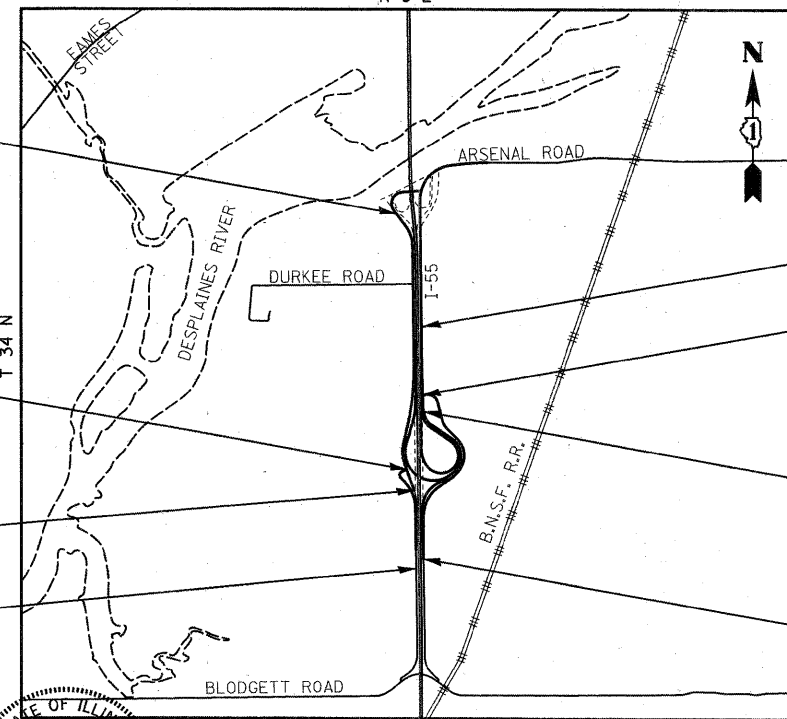 EAMES
STREET
N
1
ARSENAL ROAD
DESPLAINES RIVER
DURKEE ROAD
I-55
T 34 N
B.N.S.F. R.R.
BLODGETT ROAD